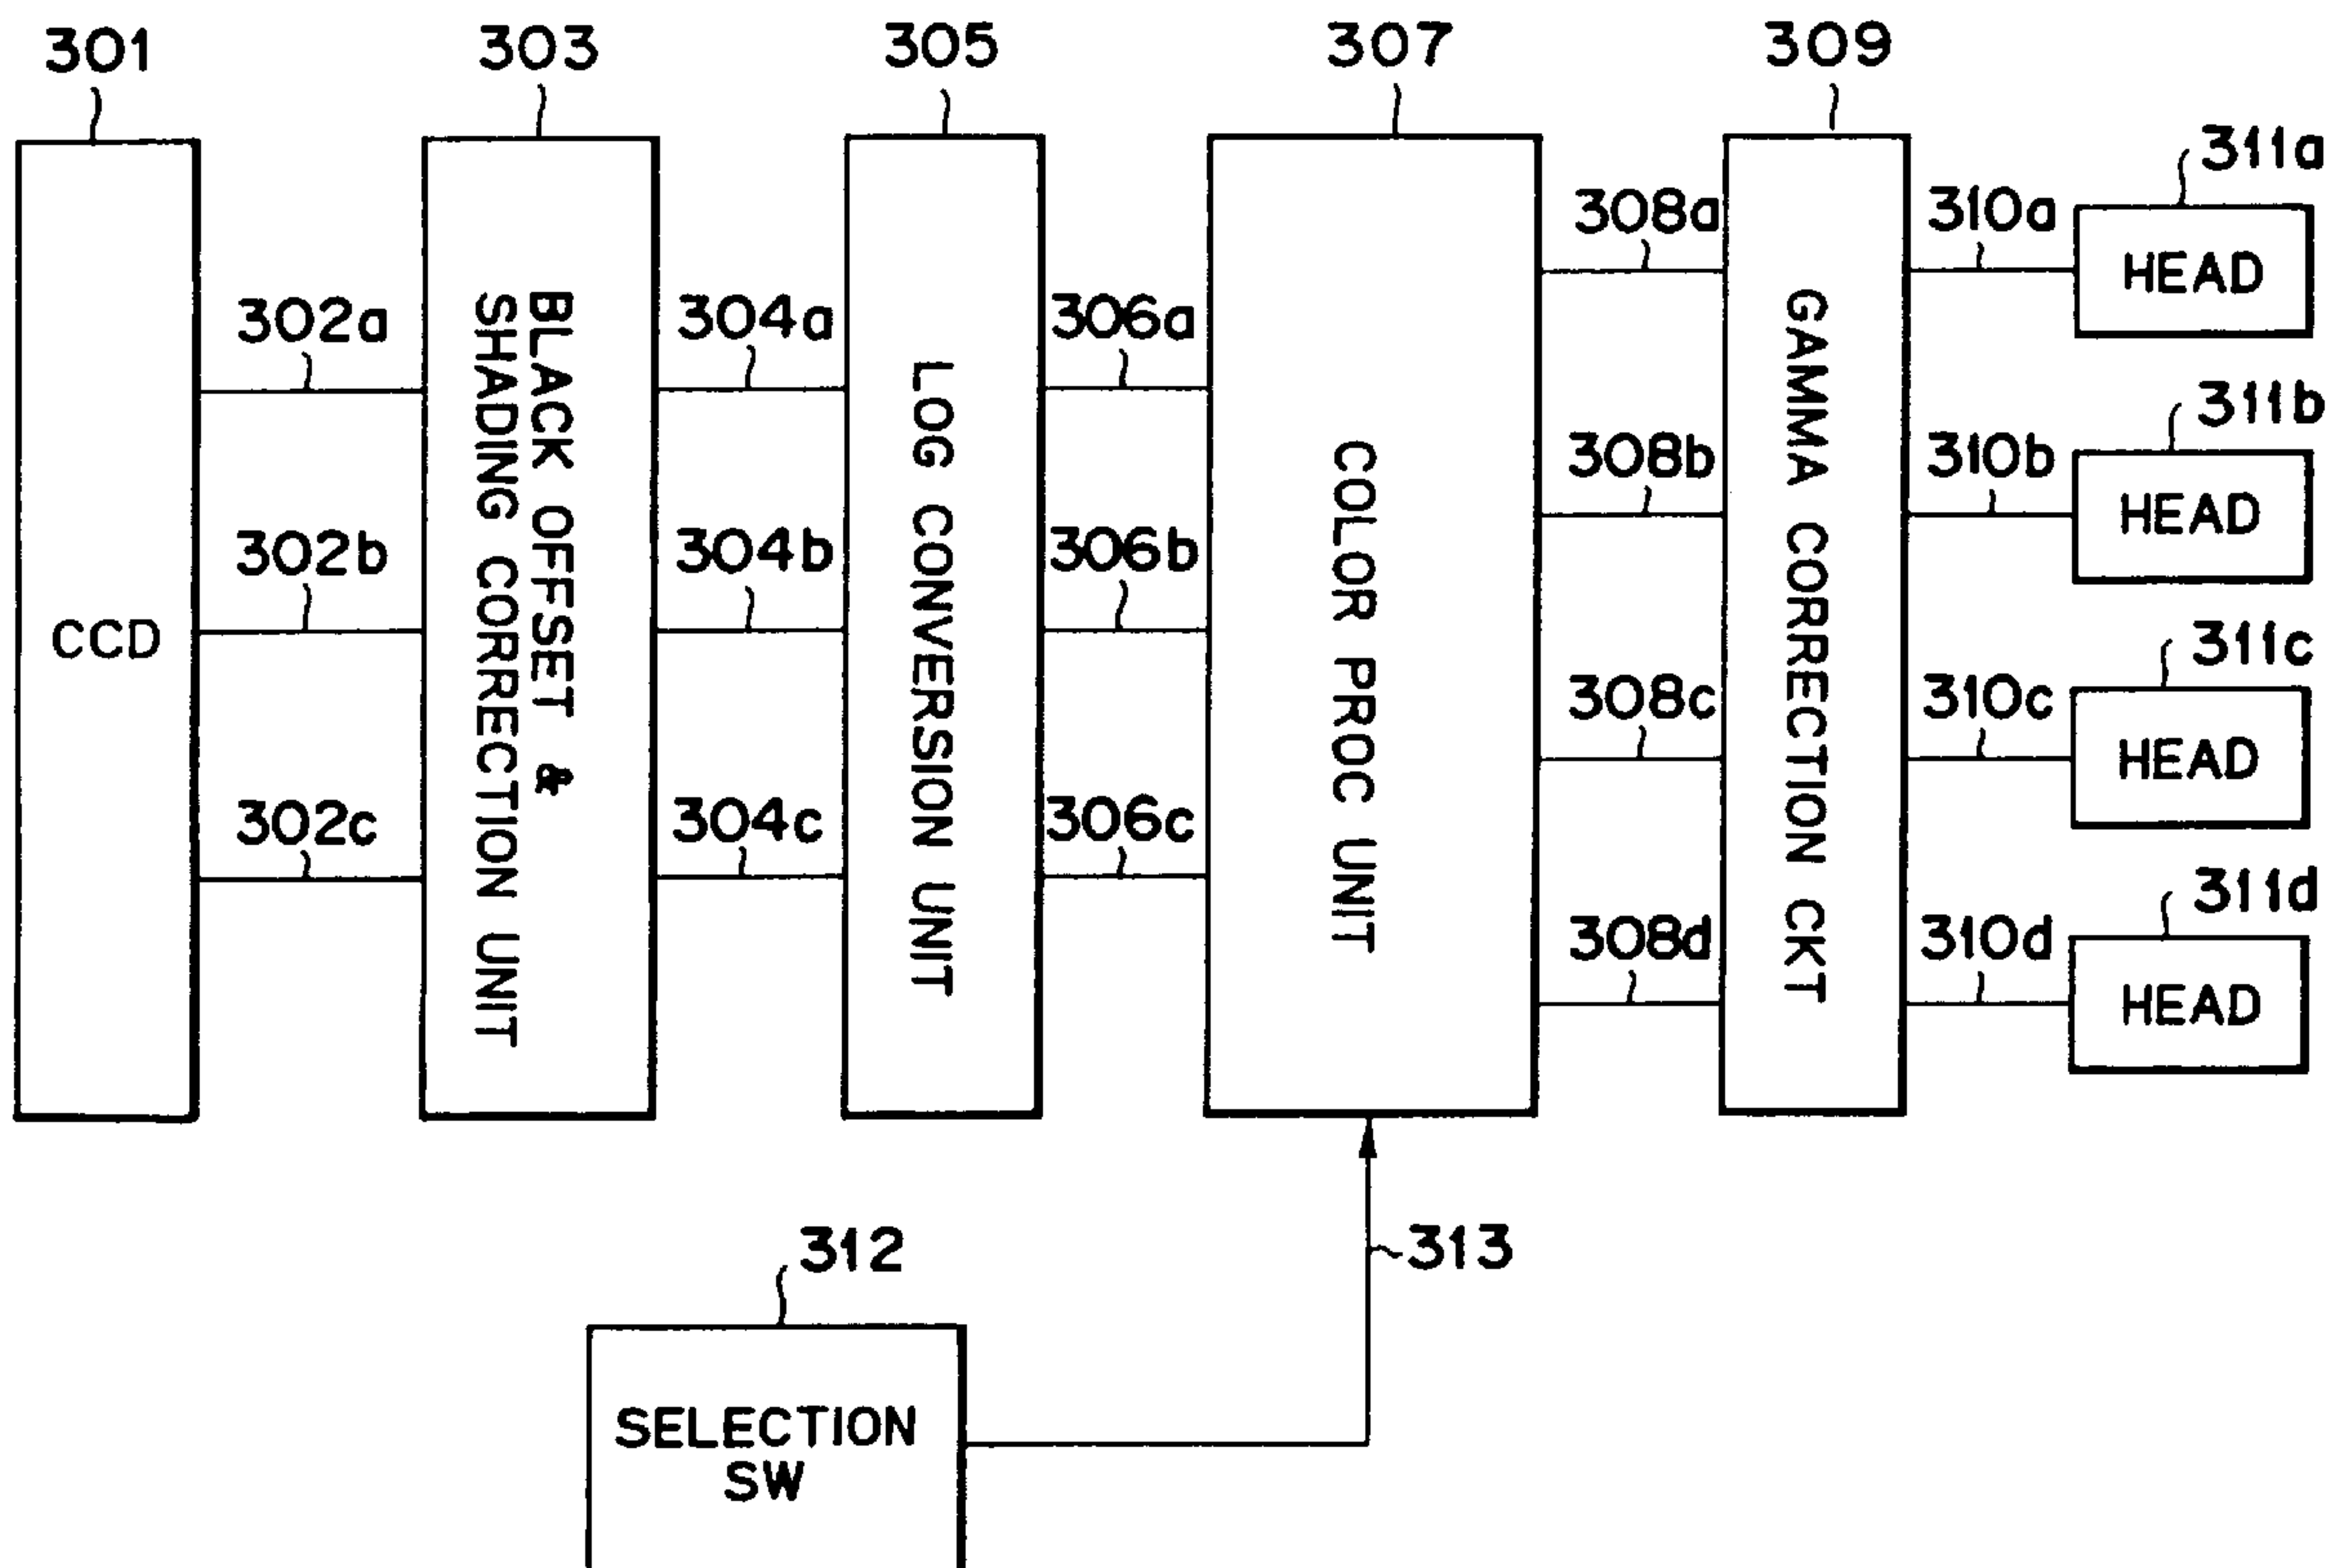 301
303
305
307
309
311a
308a
310a
HEAD
302a
304a
306a
311b
308b
310b
HEAD
302b
304b
306b
311c
308c
310c
HEAD
302c
304c
306c
311d
308d
310d
HEAD
CCD
BLACK OFFSET &
SHADING CORRECTION UNIT
LOG CONVERSION UNIT
COLOR PROC UNIT
GAMMA CORRECTION CKT
312
313
SELECTION
SW